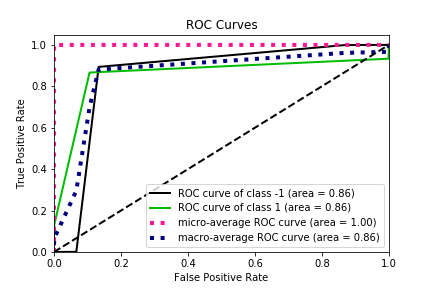 ROC Curves
True Positive Rate
1.0
0.8
0.6
0.4
0.2
0.0
ROC curve of class -1 (area = 0.86)
ROC curve of class 1 (area = 0.86)
micro-average ROC curve (area = 1.00)
macro-average ROC curve (area = 0.86)
0.0 0.2 0.4 0.6 0.8 1.0
False Positive Rate